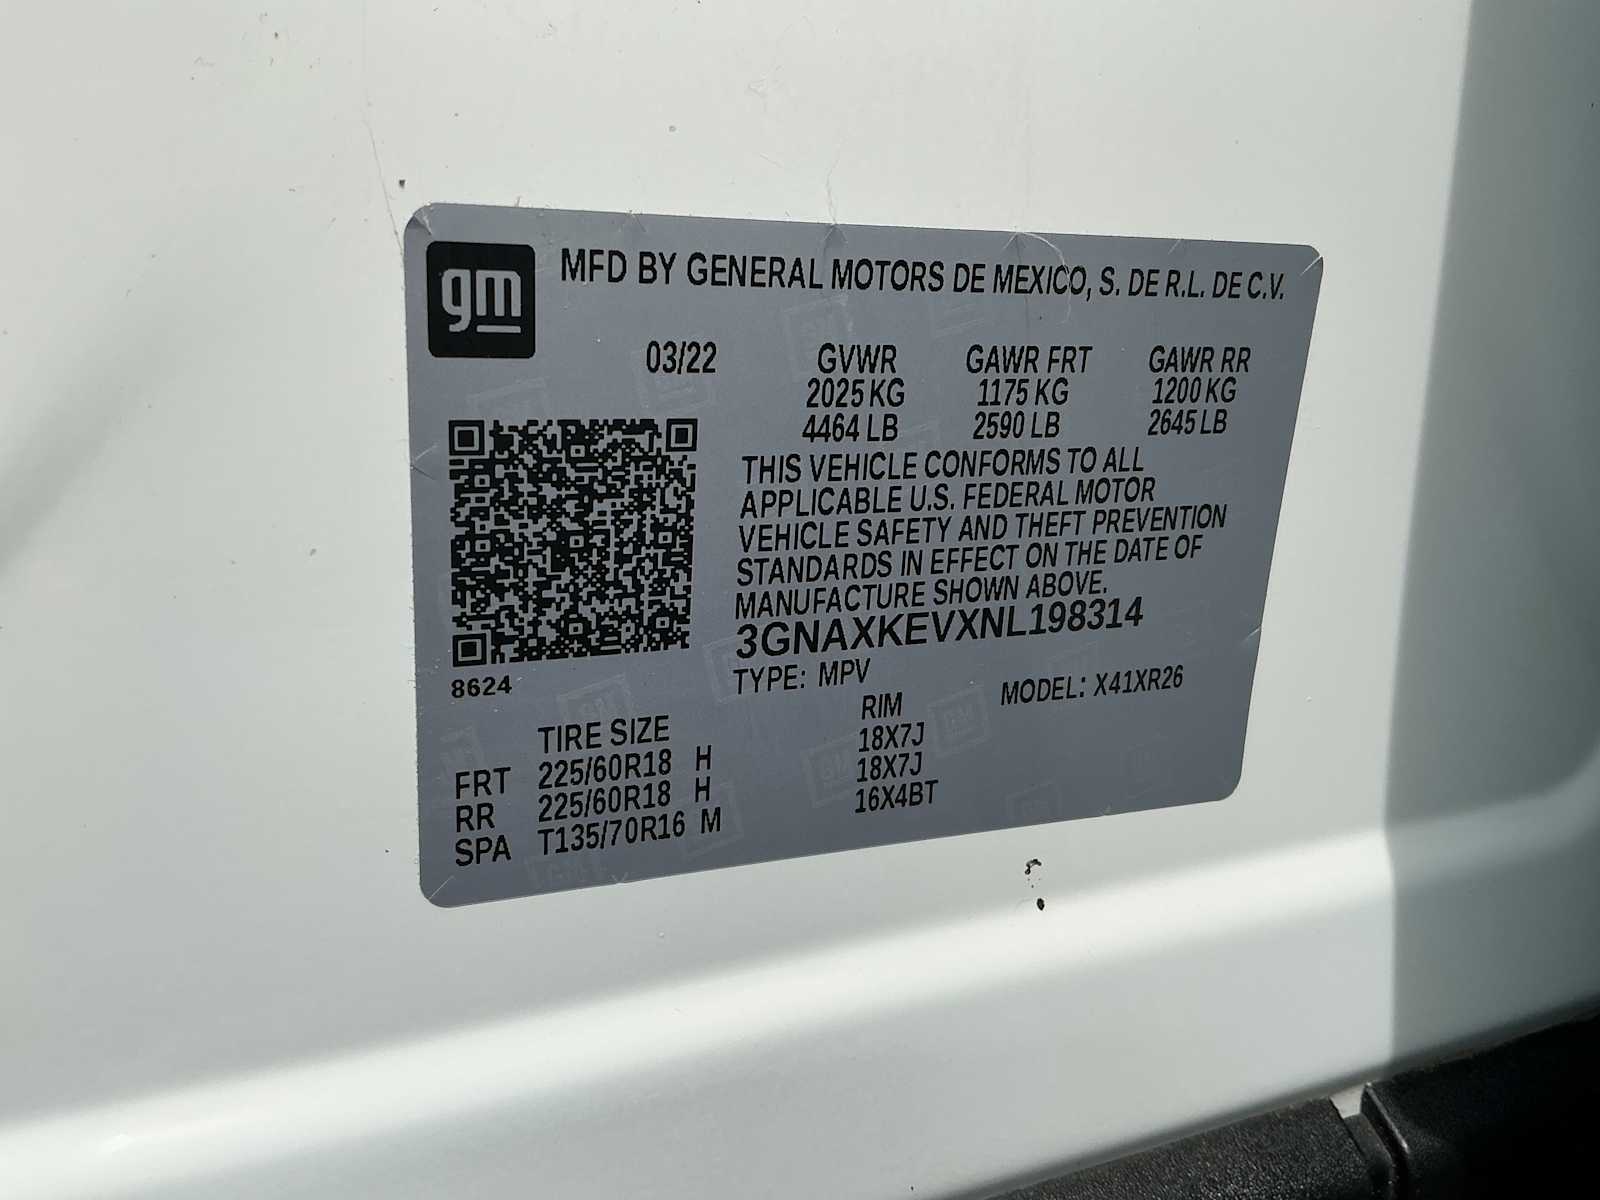 gm
MFD BY GENERAL MOTORS DE MEXICO, S. DE R.L. DE C.V.
03/22 GVWR GAWR FRT GAWR RR
2025 KG 1175 KG 1200 KG
4464 LB 2590 LB 2645 LB
THIS VEHICLE CONFORMS TO ALL
APPLICABLE U.S. FEDERAL MOTOR
VEHICLE SAFETY AND THEFT PREVENTION
STANDARDS IN EFFECT ON THE DATE OF
MANUFACTURE SHOWN ABOVE.
3GNAXKEVXNL198314
8624
TYPE: MPV MODEL: X41XR26
TIRE SIZE RIM
FRT 225/60R18 H 18X7J
RR 225/60R18 H 18X7J
SPA T135/70R16 M 16X4BT